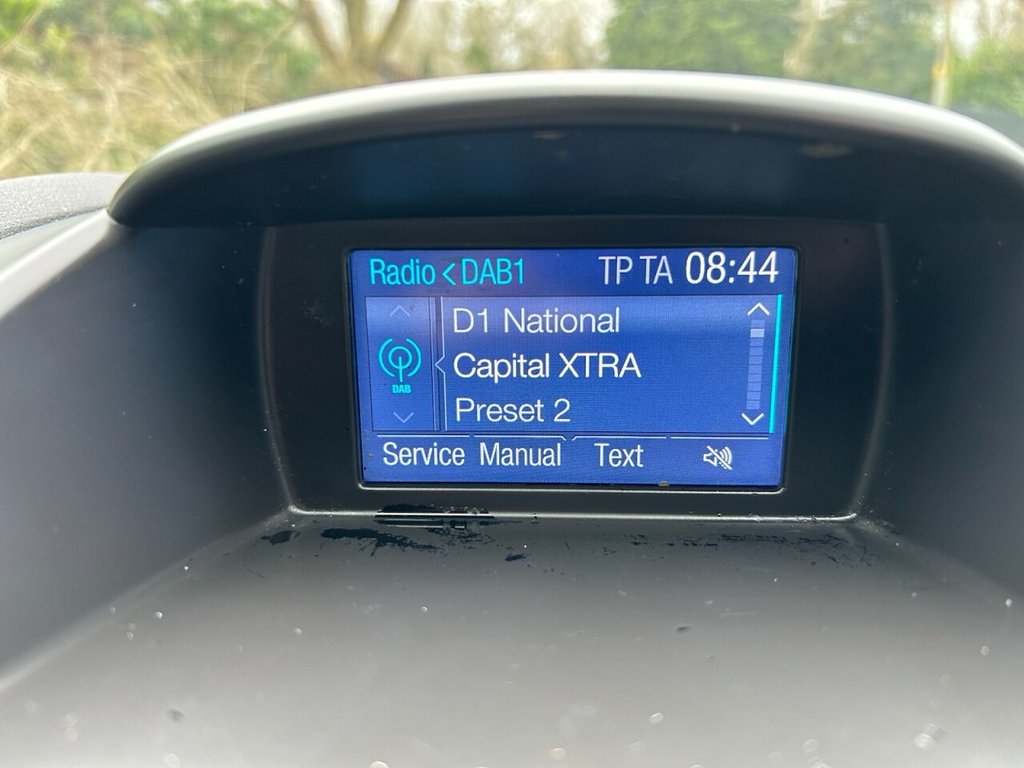 Radio < DAB1 TP TA 08:44
D1 National
DAB
Capital XTRA
Preset 2
Service Manual Text